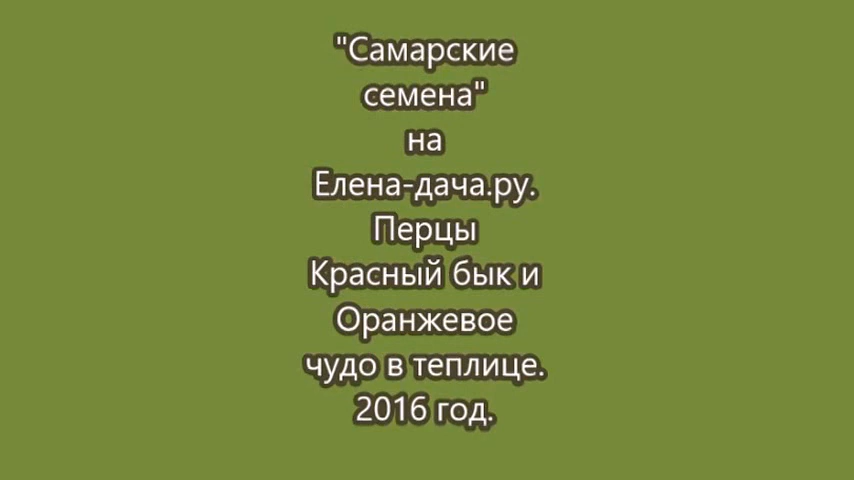 "Самарские
семена"
на
Елена-дача.ру.
Перцы
Красный бык и
Оранжевое
чудо в теплице.
2016 год.